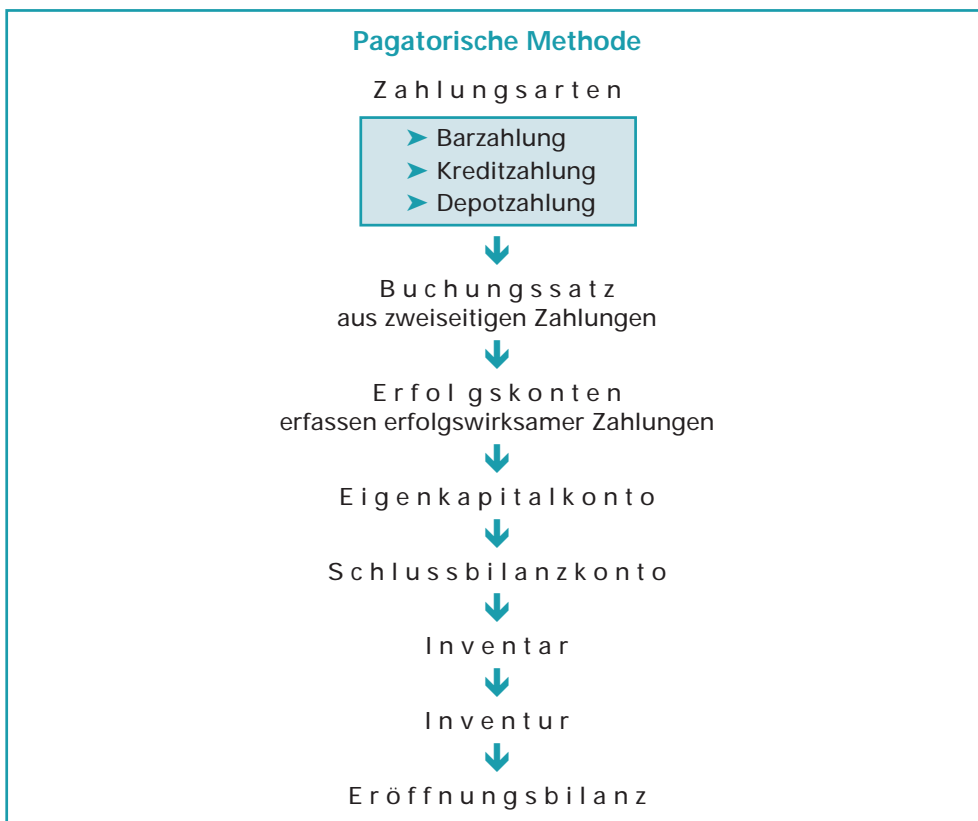 Pagatorische Methode
Zahlungsarten
➤ Barzahlung
➤ Kreditzahlung
➤ Depotzahlung
Buchungssatz
aus zweiseitigen Zahlungen
Erfolgskonten
erfassen erfolgswirksamer Zahlungen
Eigenkapitalkonto
Schlussbilanzkonto
Inventar
Inventur
Eröffnungsbilanz